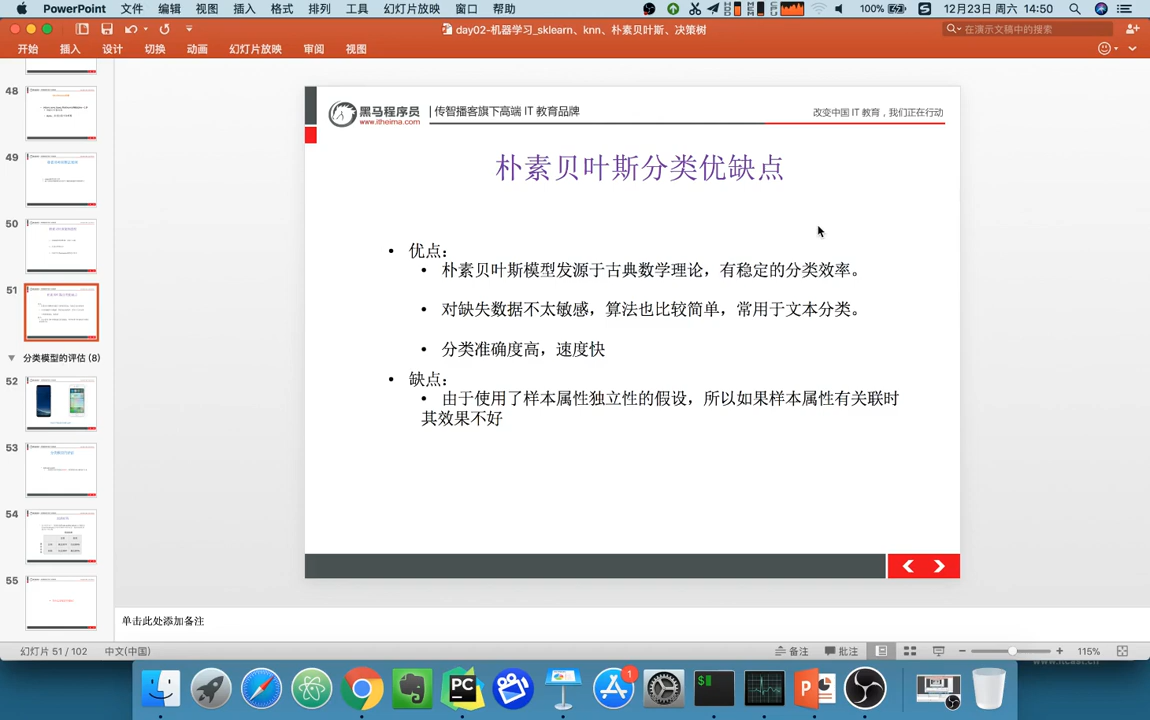 PowerPoint 文件 编辑 视图 插入 格式 排列 工具 幻灯片放映 窗口 帮助 100% 12月23日 周六 14:50
day02-机器学习_sklearn、knn、朴素贝叶斯、决策树
在演示文稿中的搜索
开始 插入 设计 切换 动画 幻灯片放映 审阅 视图
48
49
50
51
分类模型的评估 (8)
52
53
54
55
黑马程序员
www.itheima.com
传智播客旗下高端 IT 教育品牌
改变中国 IT 教育，我们正在行动
朴素贝叶斯分类优缺点
• 优点：
• 朴素贝叶斯模型发源于古典数学理论，有稳定的分类效率。
• 对缺失数据不太敏感，算法也比较简单，常用于文本分类。
• 分类准确度高，速度快
• 缺点：
• 由于使用了样本属性独立性的假设，所以如果样本属性有关联时
其效果不好
单击此处添加备注
幻灯片 51 / 102 中文(中国) 备注 批注 115%
www.itcast.cn
PC
1
$
P